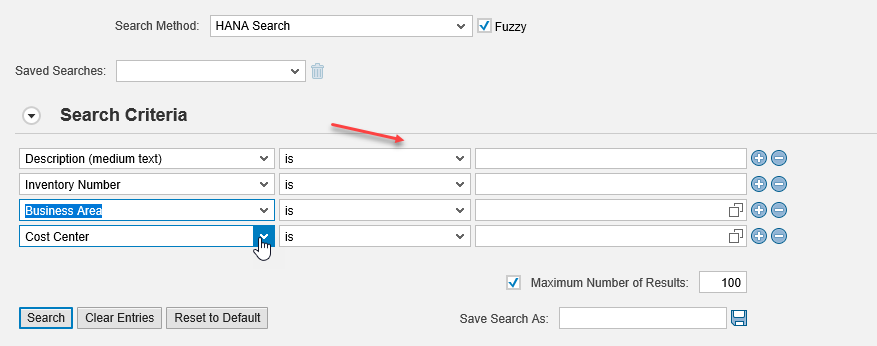 Search Method: HANA Search Fuzzy
Saved Searches:
Search Criteria
Description (medium text) is
Inventory Number is
Business Area is
Cost Center is
Maximum Number of Results: 100
Search Clear Entries Reset to Default Save Search As: